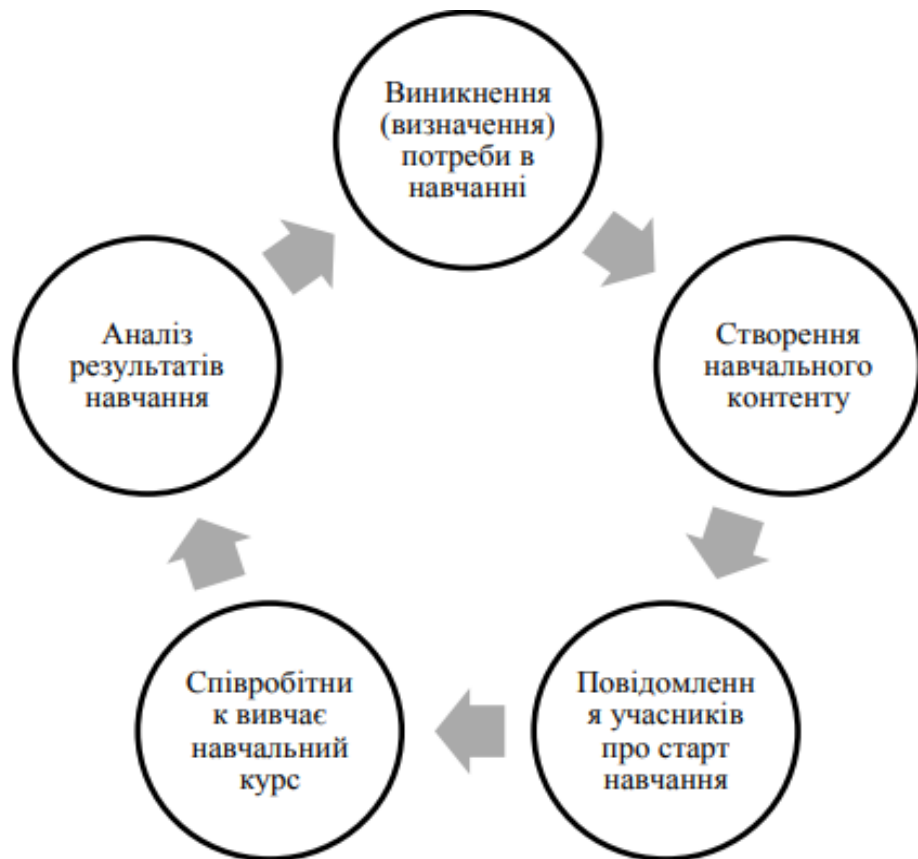 Виникнення
(визначення)
потреби в
навчанні
Створення
навчального
контенту
Повідомленн
я учасників
про старт
навчання
Співробітни
к вивчає
навчальний
курс
Аналіз
результатів
навчання